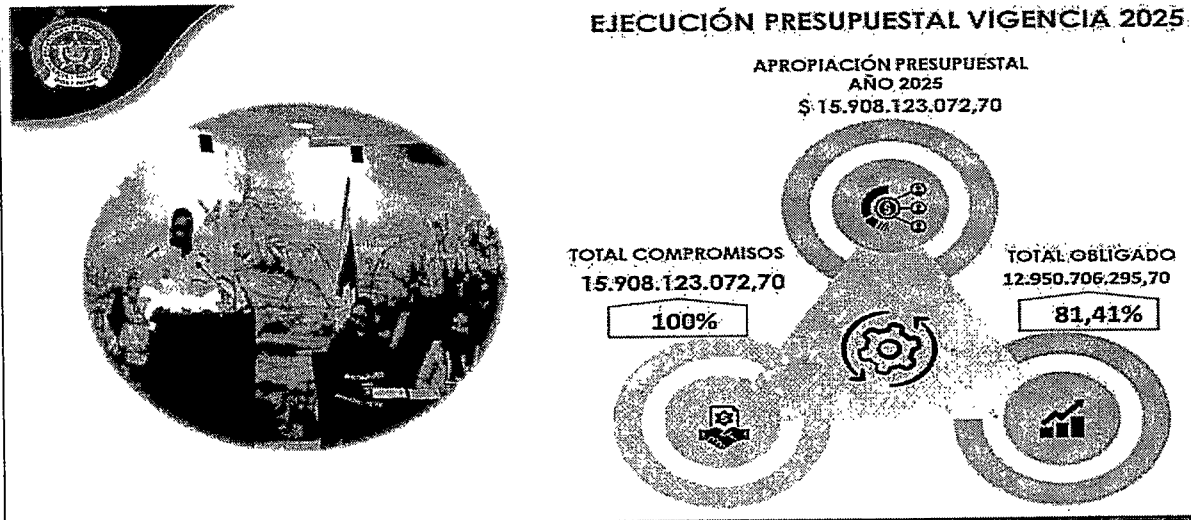 EJECUCIÓN PRESUPUESTAL VIGENCIA 2025
APROPIACIÓN PRESUPUESTAL
AÑO 2025
$ 15.908.123.072,70
TOTAL COMPROMISOS
15.908.123.072,70
100%
TOTAL OBLIGADO
12.950.706.295,70
81,41%